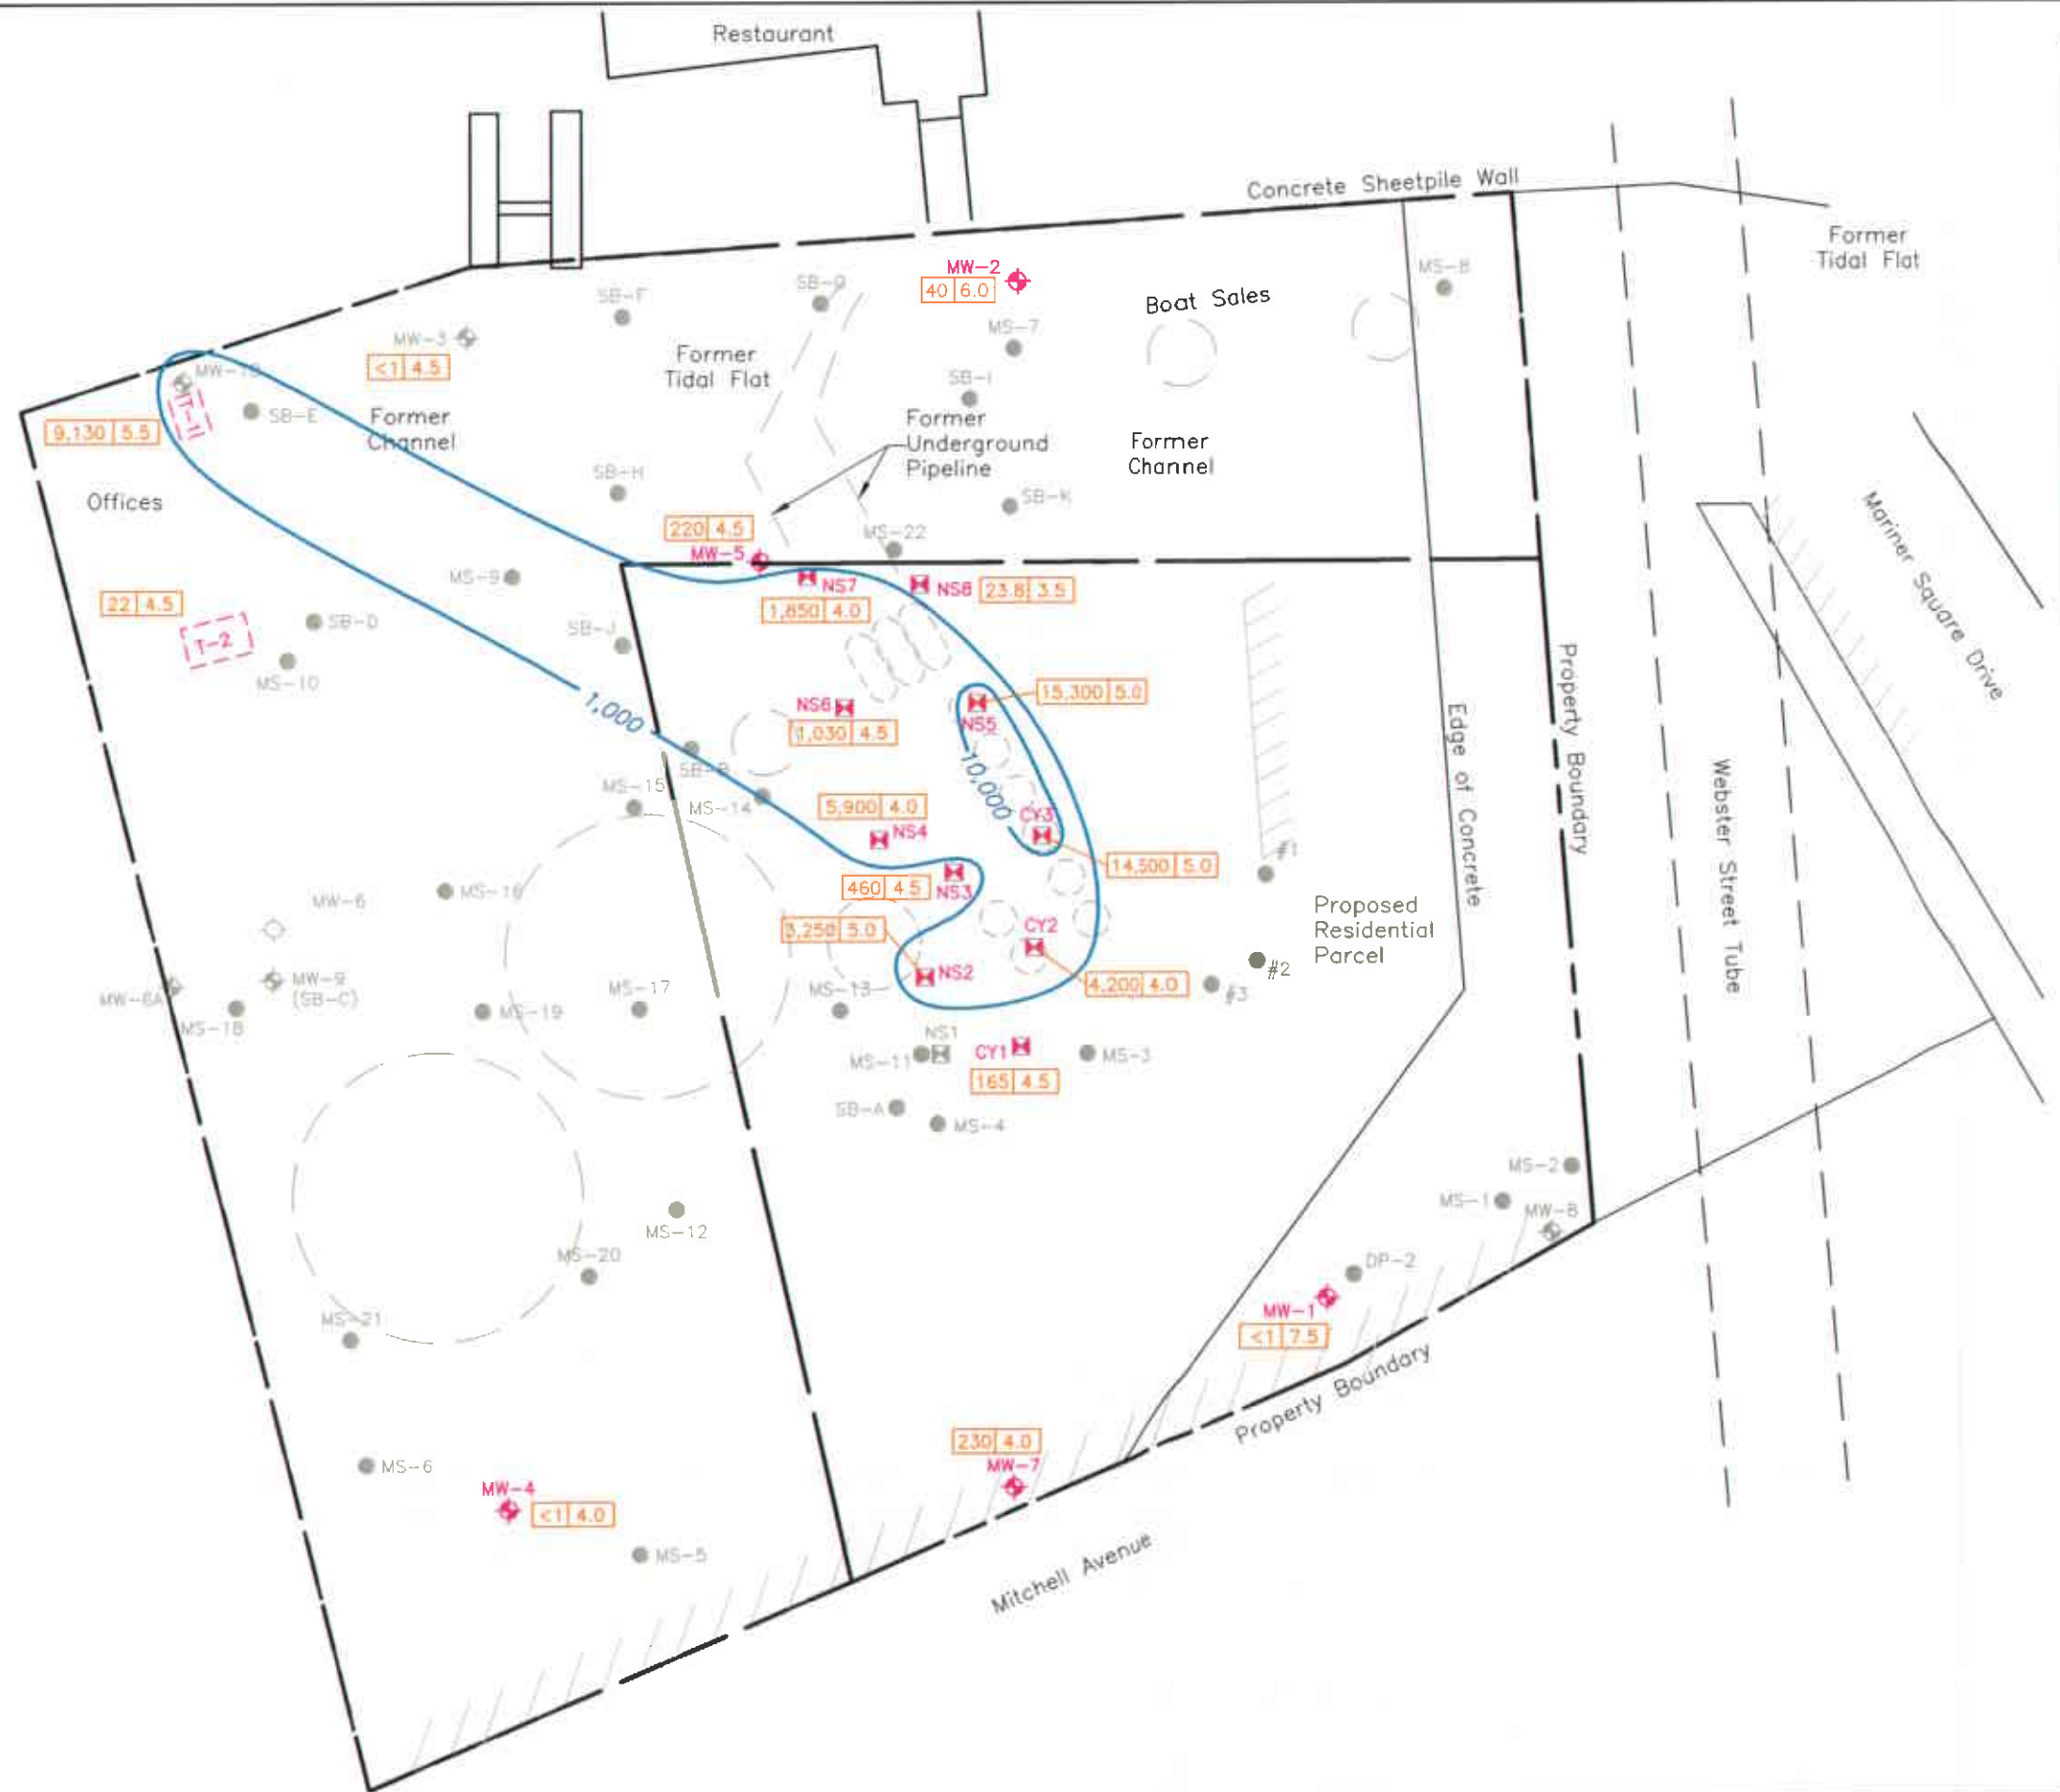 Restaurant
Concrete Sheetpile Wall
Former
Tidal Flat
MW-2
40 6.0
MS-8
SB-F
Boat Sales
MW-3
<1 4.5
MS-7
Former
Tidal Flat
SB-I
T-1
SB-E
9,130 5.5
Former
Channel
Former
Underground
Pipeline
Former
Channel
SB-H
SB-K
Offices
220 4.5
MW-5
MS-22
Mariner Square Drive
MS-9
NS7
1,850 4.0
NS8 23.8 3.5
22 4.5
T-2
SB-D
MS-10
SB-J
Property Boundary
1,000
NS6
1,030 4.5
NS5
15,300 5.0
Edge of Concrete
SB-B
10,000
Webster Street Tube
MS-15
MS-14
5,900 4.0
NS4
CY3
14,500 5.0
#1
460 4.5
NS3
MW-6
MS-16
3,250 5.0
CY2
Proposed
Residential
Parcel
#2
NS2
4,200 4.0
#3
MW-6A
MW-9
(SB-C)
MS-18
MS-19
MS-17
MS-13
NS1
MS-11
CY1
165 4.5
MS-3
SB-A
MS-4
MS-2
MS-1
MW-8
MS-12
MS-20
DP-2
MW-1
<1 7.5
MS-21
Property Boundary
230 4.0
MW-7
MS-6
MW-4
<1 4.0
MS-5
Mitchell Avenue